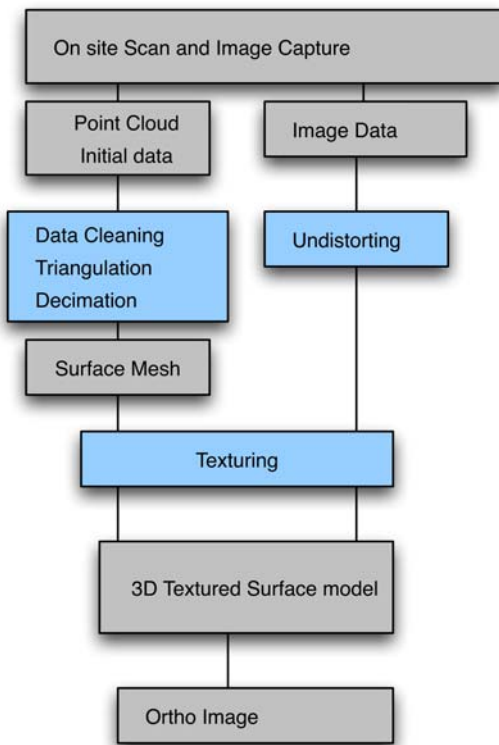 On site Scan and Image Capture
Point Cloud
Initial data
Image Data
Data Cleaning
Triangulation
Decimation
Undistorting
Surface Mesh
Texturing
3D Textured Surface model
Ortho Image